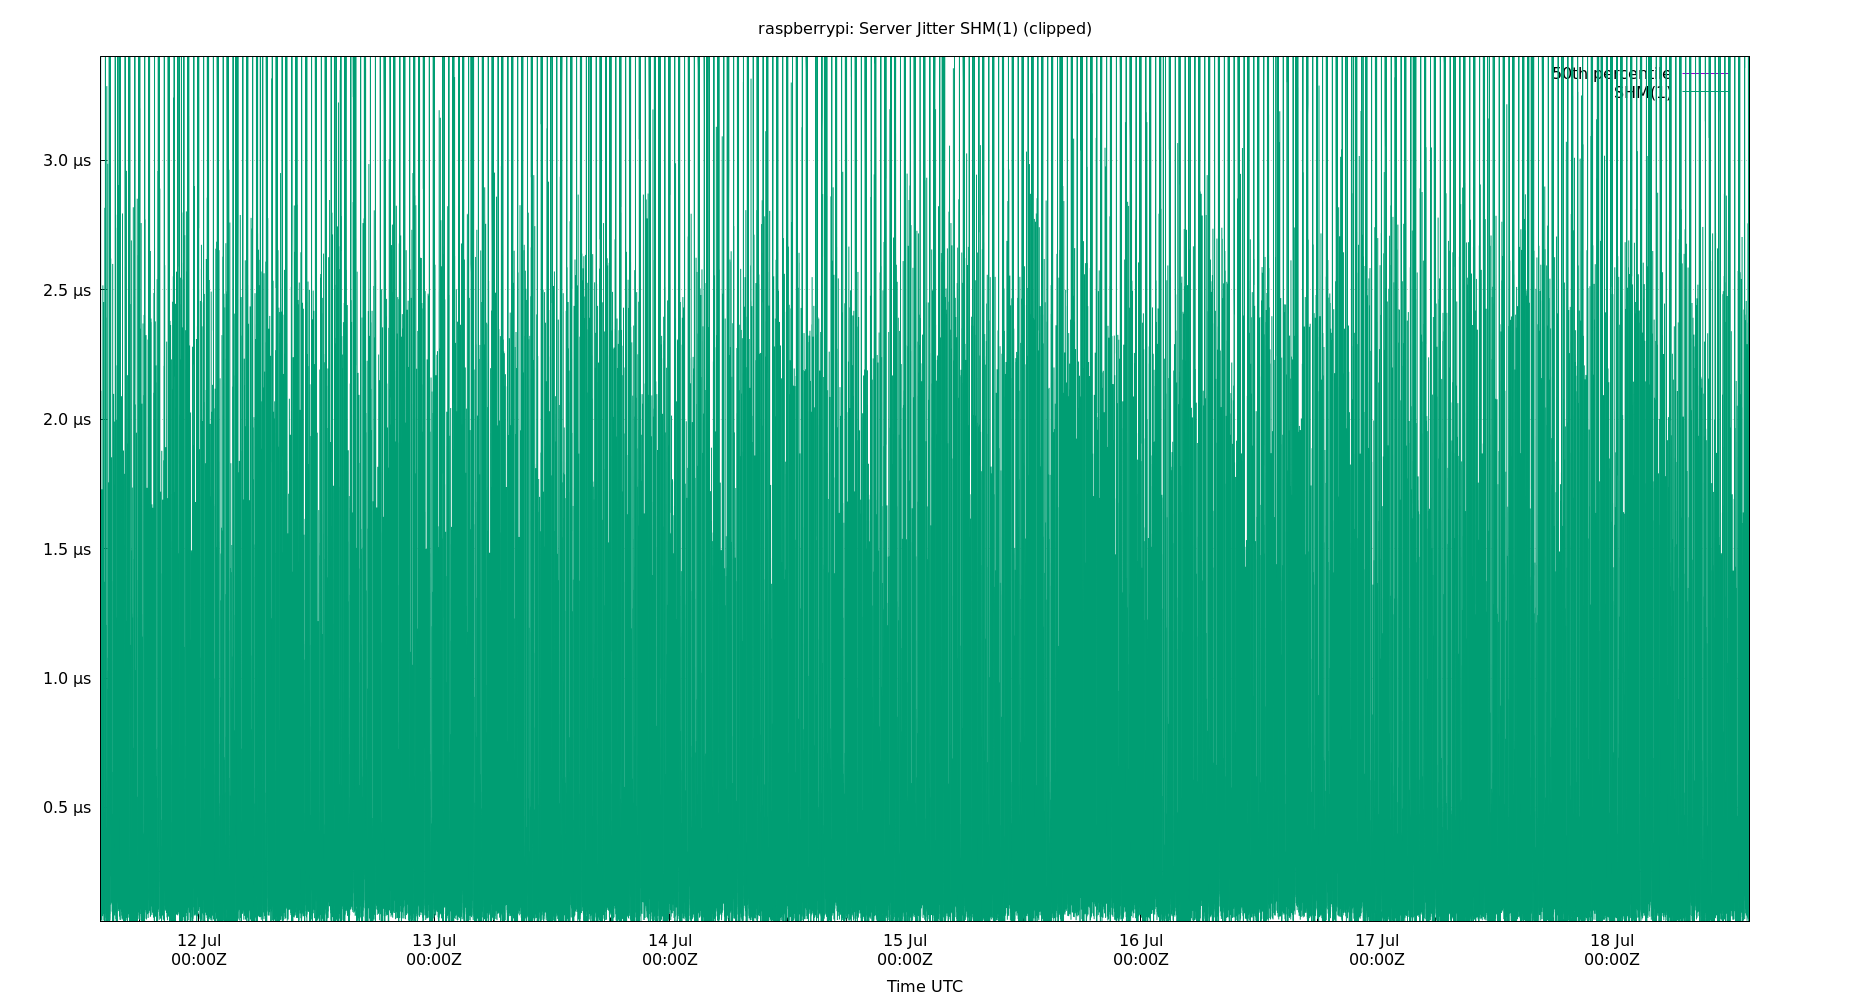 raspberrypi: Server Jitter SHM(1) (clipped)
50th percentile
SHM(1)
3.0 µs
2.5 µs
2.0 µs
1.5 µs
1.0 µs
0.5 µs
12 Jul 13 Jul 14 Jul 15 Jul 16 Jul 17 Jul 18 Jul
00:00Z 00:00Z 00:00Z 00:00Z 00:00Z 00:00Z 00:00Z
Time UTC